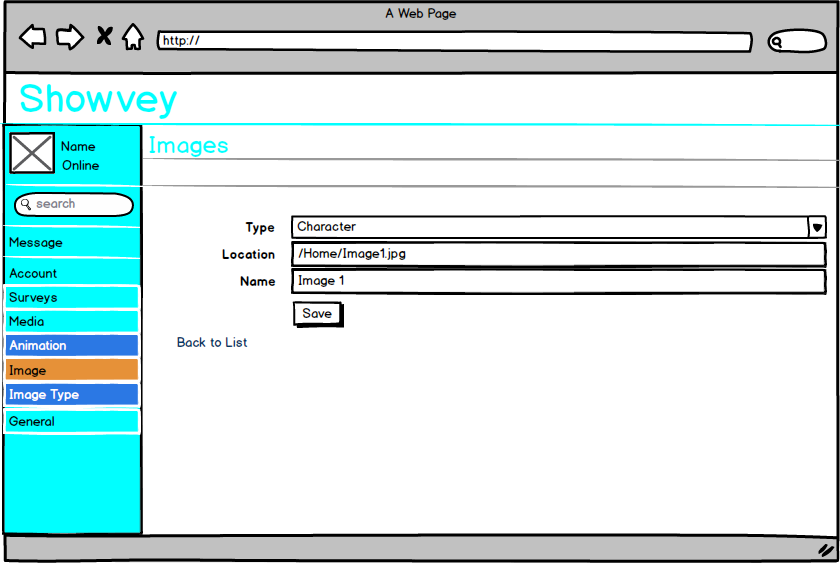 A Web Page
http://
Showvey
Name
Online
Images
search
Message
Account
Surveys
Media
Animation
Image
Image Type
General
Type
Character
Location
/Home/Image1.jpg
Name
Image 1
Save
Back to List